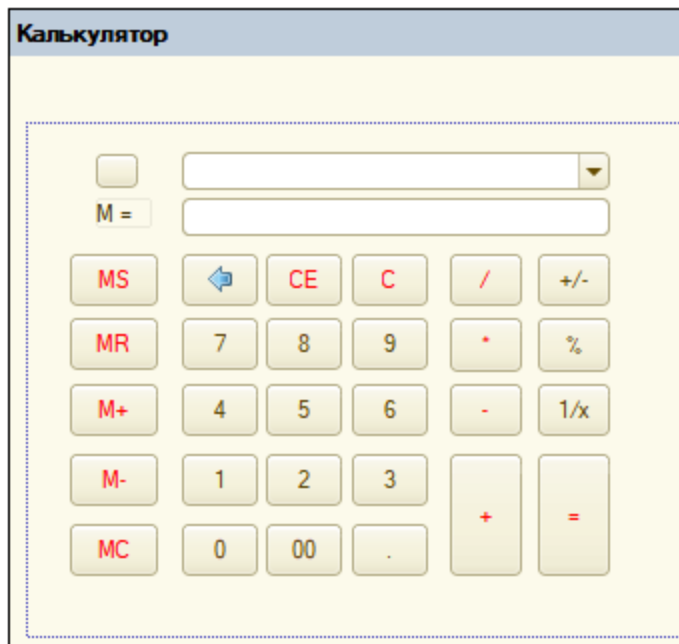 Калькулятор
M =
MS CE C / +/-
MR 7 8 9 * %
M+ 4 5 6 - 1/x
M- 1 2 3
+ =
MC 0 00 .